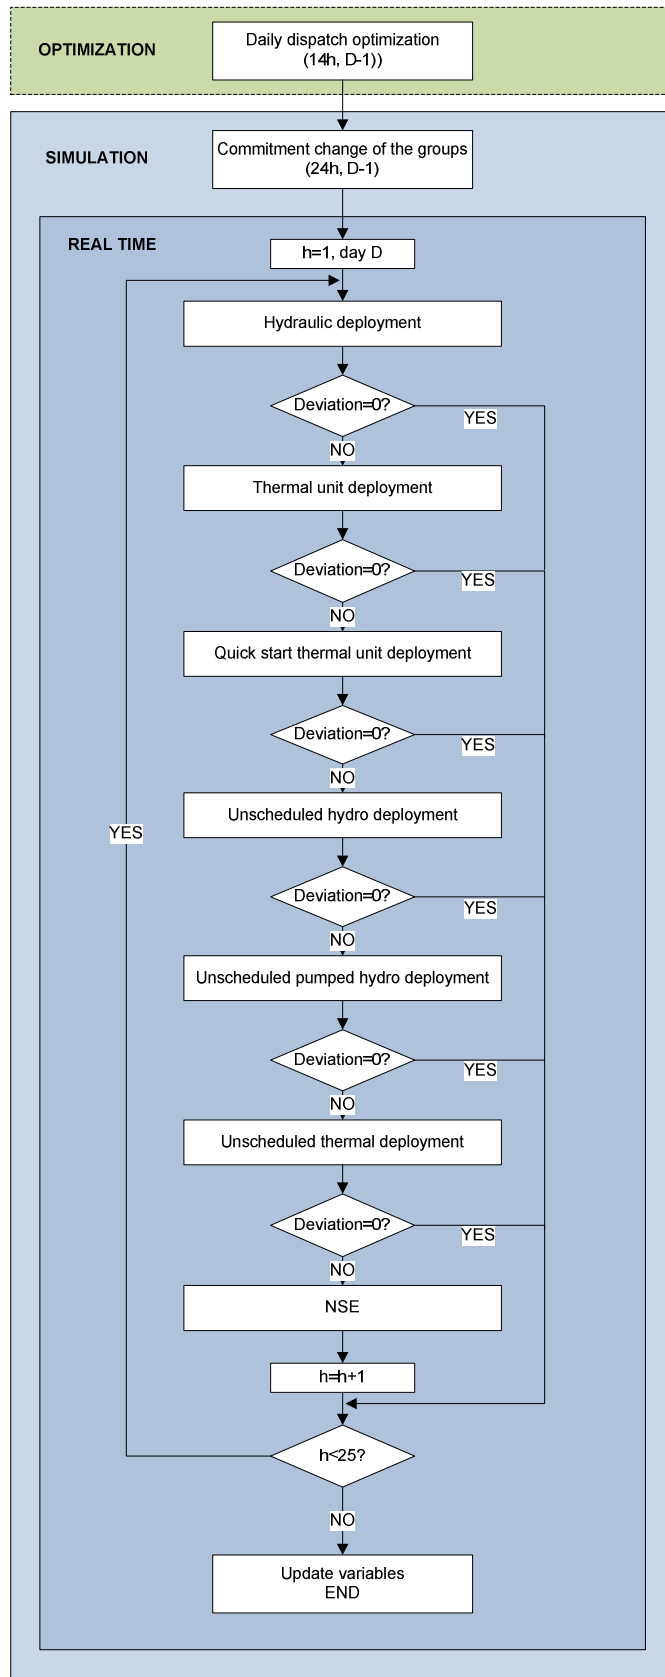 OPTIMIZATION
Daily dispatch optimization
(14h, D-1))
SIMULATION
Commitment change of the groups
(24h, D-1)
REAL TIME
h=1, day D
Hydraulic deployment
Deviation=0?
YES
NO
Thermal unit deployment
Deviation=0?
YES
NO
Quick start thermal unit deployment
Deviation=0?
YES
NO
Unscheduled hydro deployment
YES
Deviation=0?
YES
NO
Unscheduled pumped hydro deployment
Deviation=0?
YES
NO
Unscheduled thermal deployment
Deviation=0?
YES
NO
NSE
h=h+1
h<25?
NO
Update variables
END